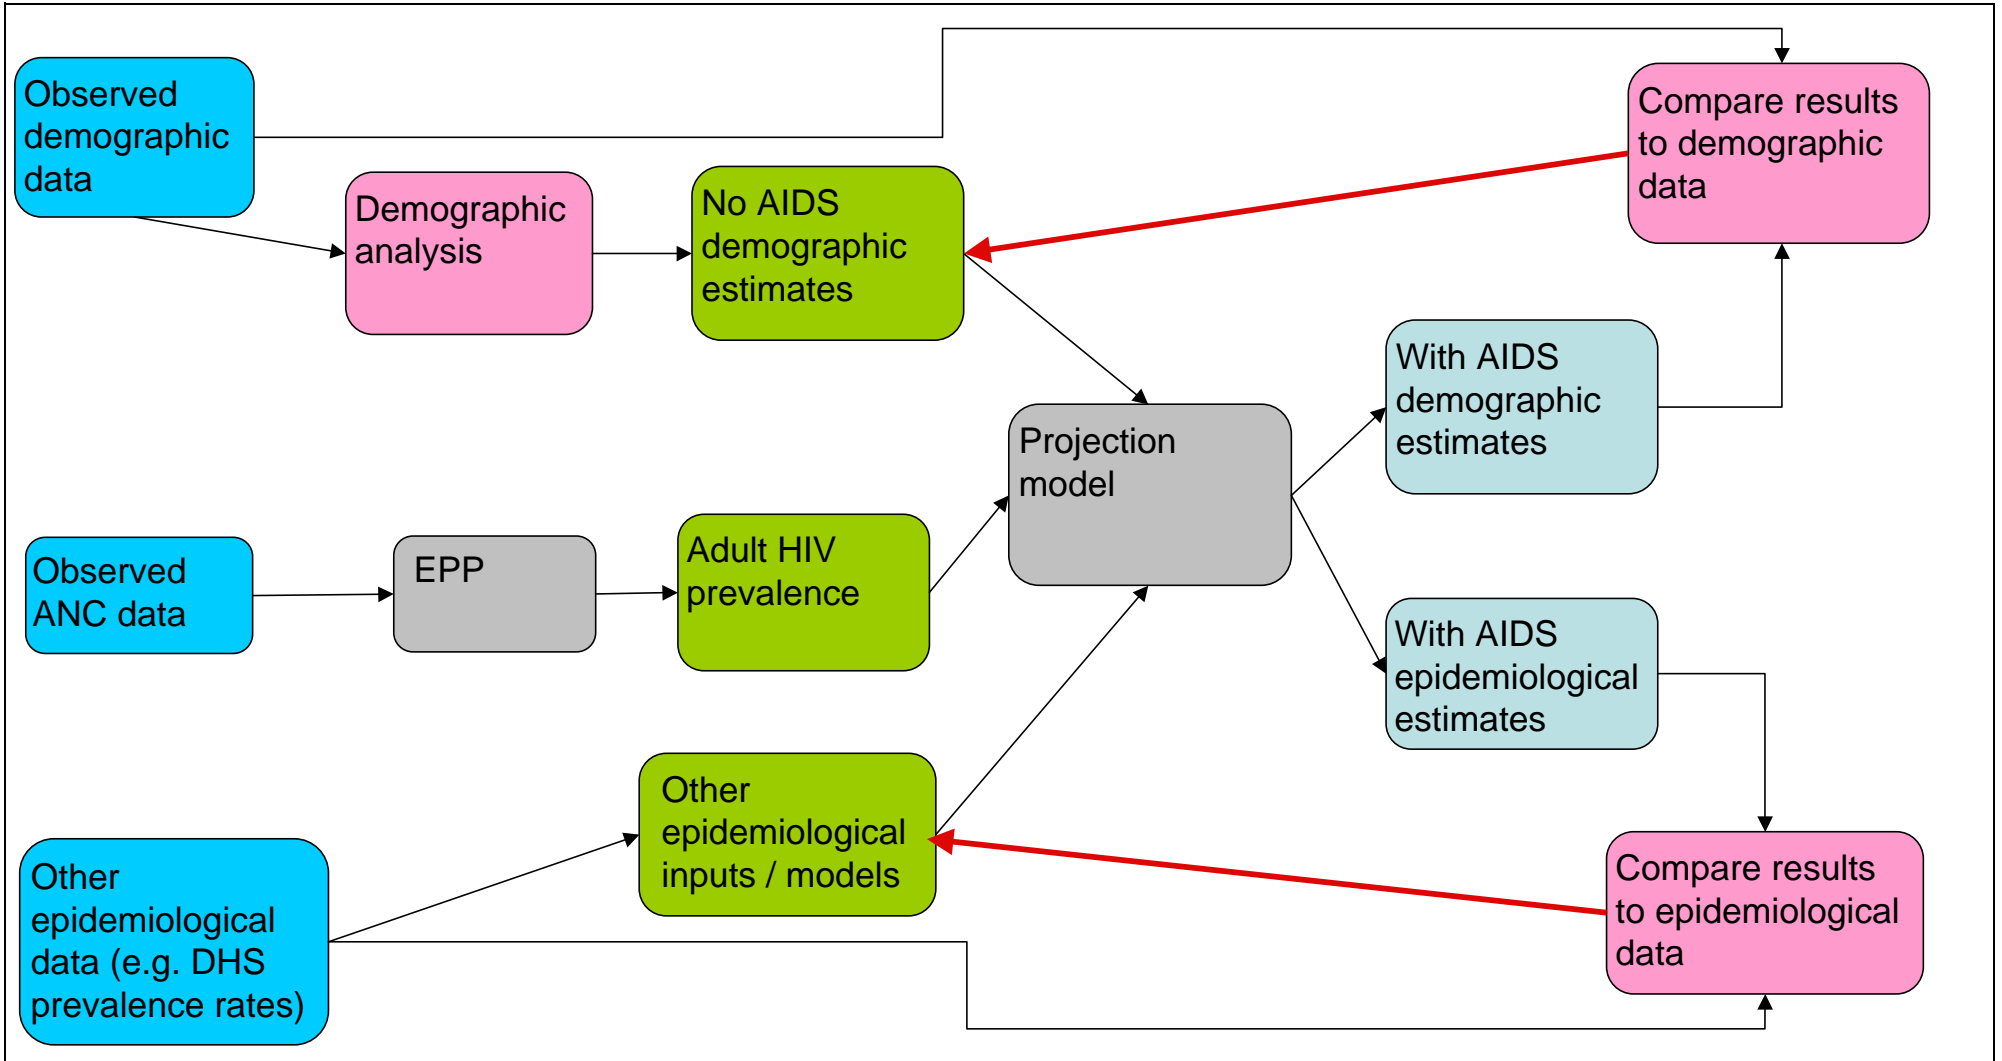 Observed
demographic
data
Demographic
analysis
No AIDS
demographic
estimates
Compare results
to demographic
data
With AIDS
demographic
estimates
Projection
model
Observed
ANC data
EPP
Adult HIV
prevalence
With AIDS
epidemiological
estimates
Other
epidemiological
inputs / models
Other
epidemiological
data (e.g. DHS
prevalence rates)
Compare results
to epidemiological
data